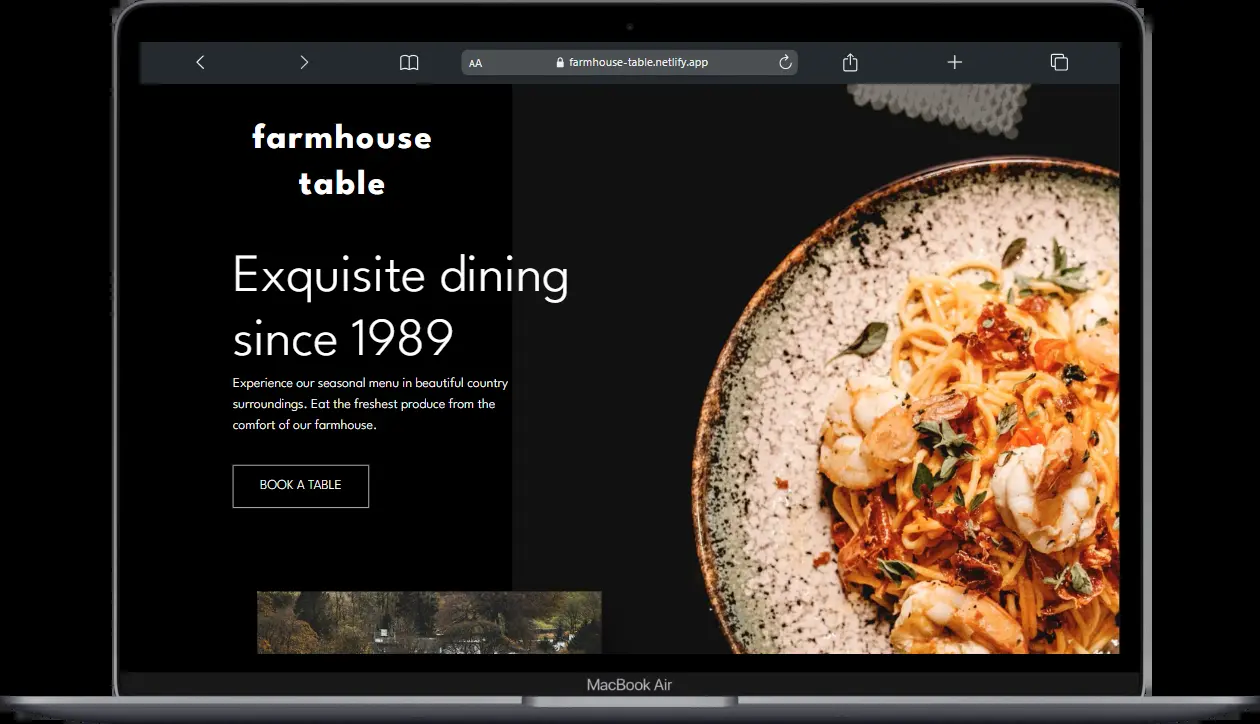 AA
farmhouse-table.netlify.app
farmhouse
table
Exquisite dining
since 1989
Experience our seasonal menu in beautiful country
surroundings. Eat the freshest produce from the
comfort of our farmhouse.
BOOK A TABLE
MacBook Air